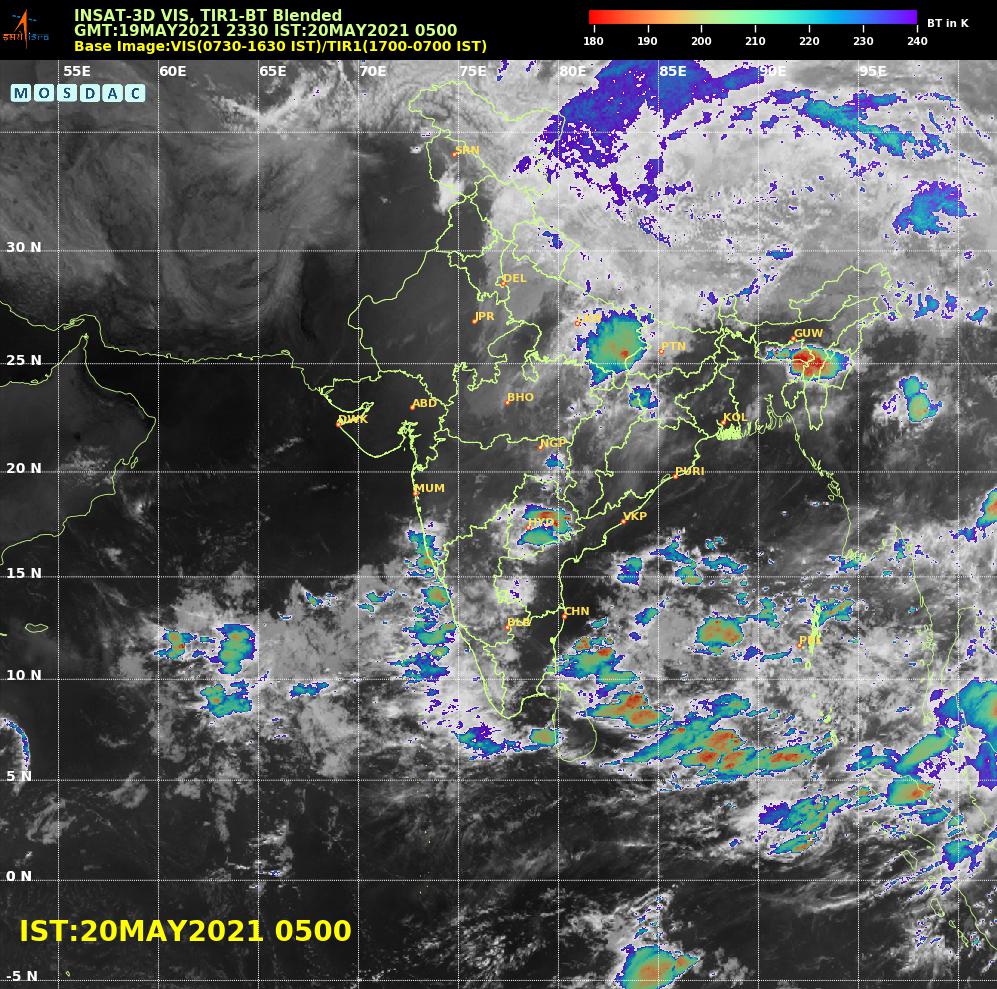 INSAT-3D VIS, TIR1-BT Blended
GMT:19MAY2021 2330 IST:20MAY2021 0500
Base Image:VIS(0730-1630 IST)/TIR1(1700-0700 IST)
BT in K
180 190 200 210 220 230 240
55E 60E 65E 70E 75E 80E 85E 90E 95E
MOSDAC
SRN
30 N
DEL
JPR
GUW
PTN
25 N
BHO
ABD
DWK
KOL
NGP
20 N
PURI
MUM
VKP
HYD
15 N
CHN
BLR
10 N
5 N
0 N
IST:20MAY2021 0500
-5 N